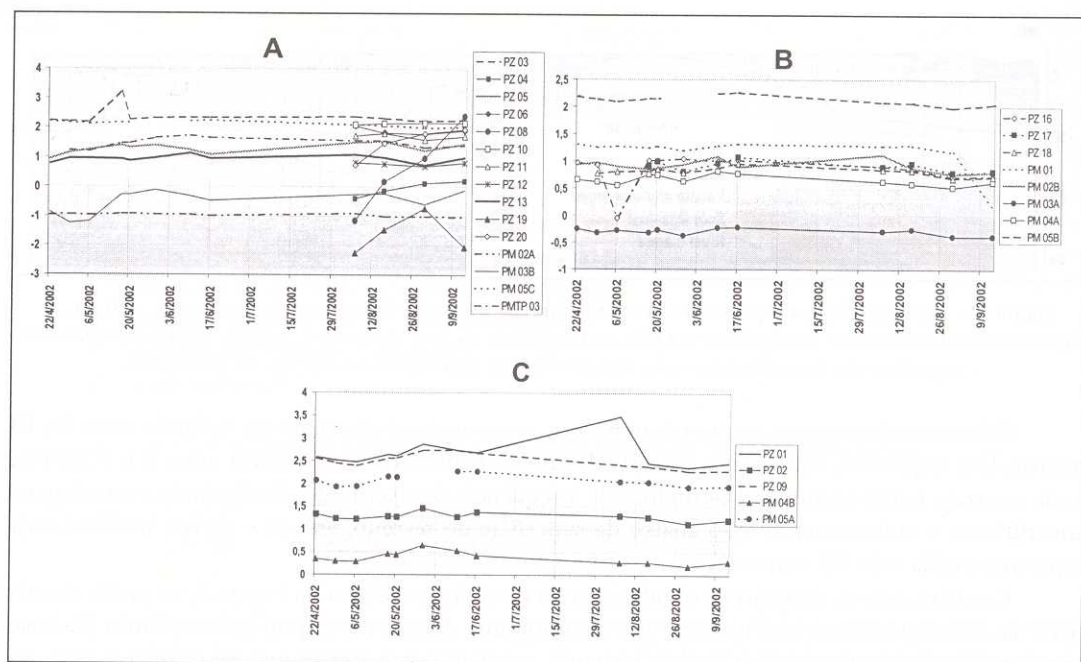 A
4
3
2
1
0
-1
-2
-3
22/4/2002
6/5/2002
20/5/2002
3/6/2002
17/6/2002
1/7/2002
15/7/2002
29/7/2002
12/8/2002
26/8/2002
9/9/2002
PZ 03
PZ 04
PZ 05
PZ 06
PZ 08
PZ 10
PZ 11
PZ 12
PZ 13
PZ 19
PZ 20
PM 02A
PM 03B
PM 05C
PMTP 03
B
2,5
2
1,5
1
0,5
0
-0,5
-1
22/4/2002
6/5/2002
20/5/2002
3/6/2002
17/6/2002
1/7/2002
15/7/2002
29/7/2002
12/8/2002
26/8/2002
9/9/2002
PZ 16
PZ 17
PZ 18
PM 01
PM 02B
PM 03A
PM 04A
PM 05B
C
4
3,5
3
2,5
2
1,5
1
0,5
0
22/4/2002
6/5/2002
20/5/2002
3/6/2002
17/6/2002
1/7/2002
15/7/2002
29/7/2002
12/8/2002
26/8/2002
9/9/2002
PZ 01
PZ 02
PZ 09
PM 04B
PM 05A